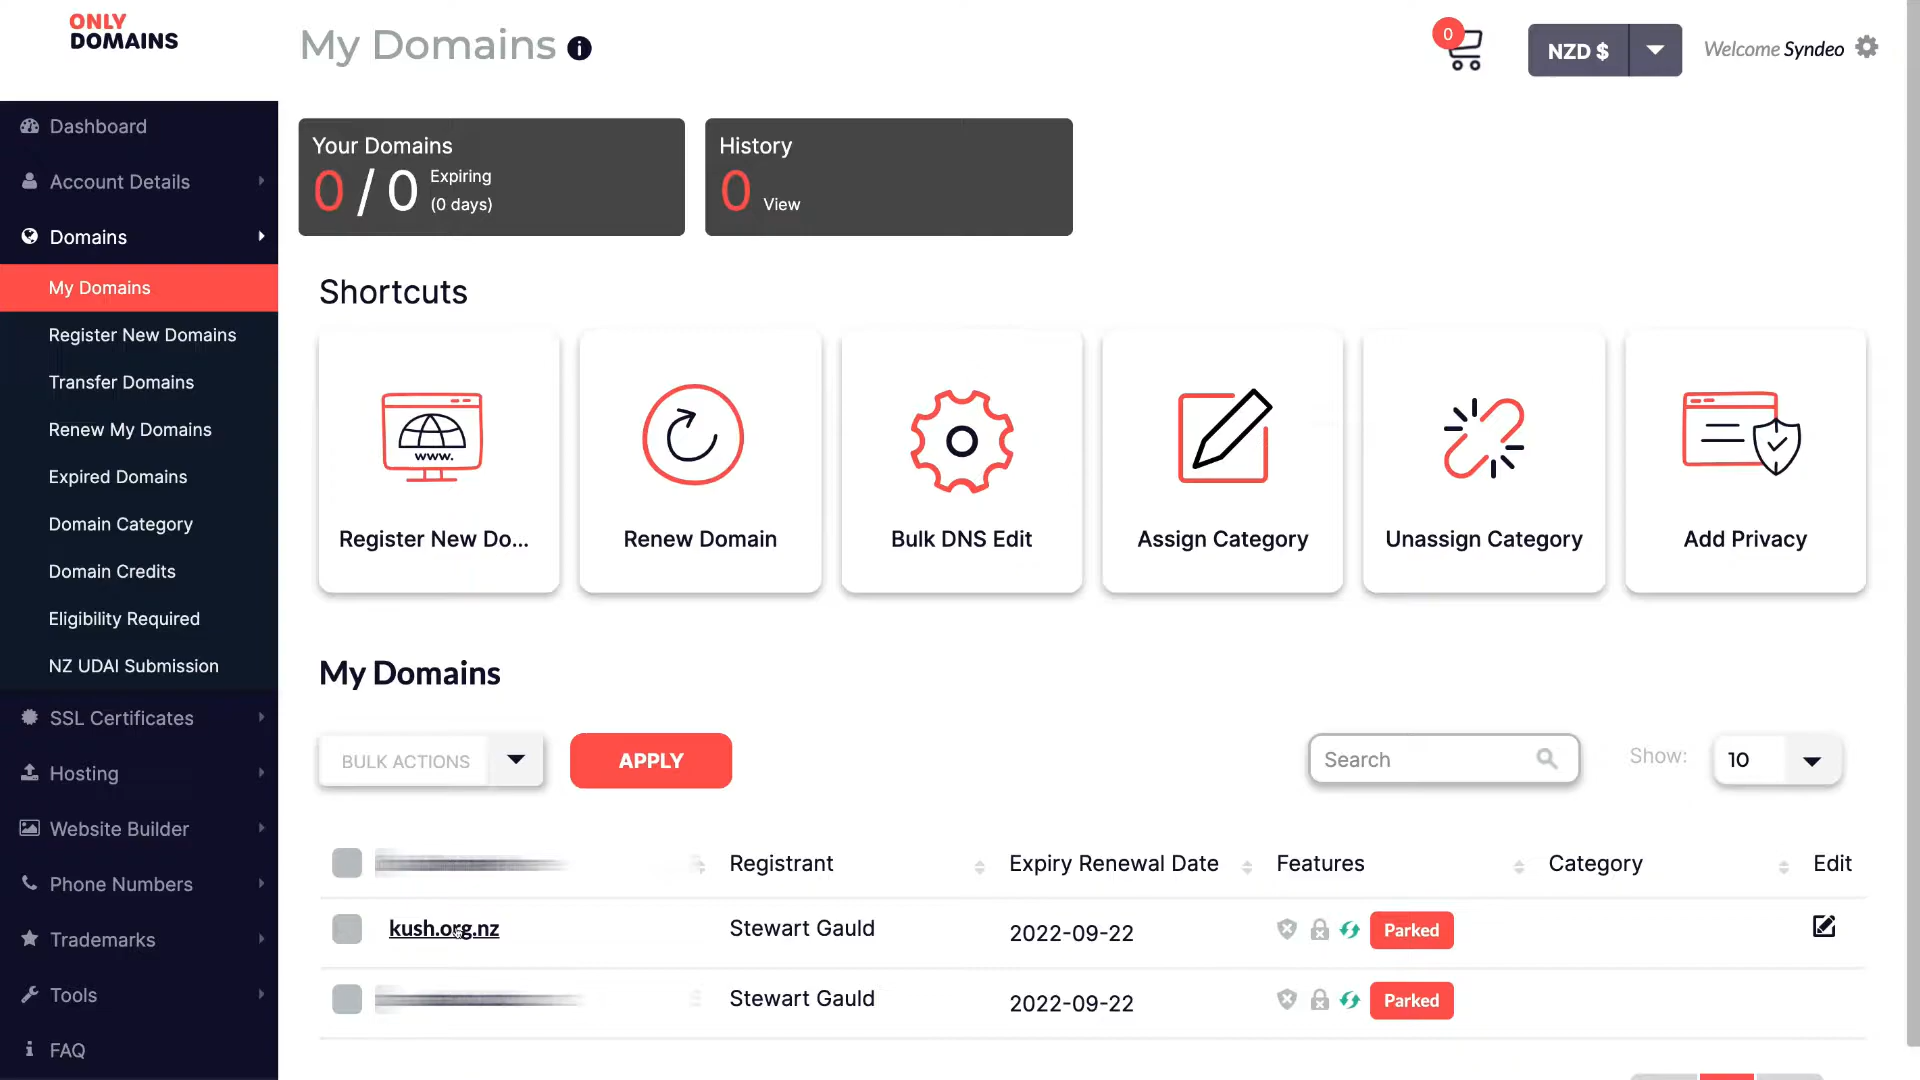 ONLY
DOMAINS
My Domains
0
NZD $
Welcome Syndeo
Dashboard
Account Details
Domains
My Domains
Register New Domains
Transfer Domains
Renew My Domains
Expired Domains
Domain Category
Domain Credits
Eligibility Required
NZ UDAI Submission
SSL Certificates
Hosting
Website Builder
Phone Numbers
Trademarks
Tools
FAQ
Your Domains
0 / 0 Expiring
(0 days)
History
0 View
Shortcuts
www.
Register New Do...
Renew Domain
Bulk DNS Edit
Assign Category
Unassign Category
Add Privacy
My Domains
BULK ACTIONS
APPLY
Search
Show:
10
Registrant Expiry Renewal Date Features Category Edit
kush.org.nz Stewart Gauld 2022-09-22 Parked
Stewart Gauld 2022-09-22 Parked